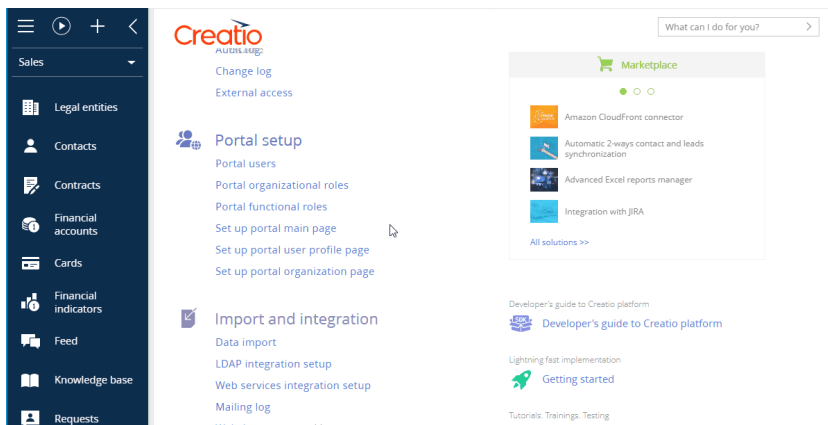 Sales
Legal entities
Contacts
Contracts
Financial
accounts
Cards
Financial
indicators
Feed
Knowledge base
Requests
Creatio
What can I do for you?
Change log
External access
Portal setup
Portal users
Portal organizational roles
Portal functional roles
Set up portal main page
Set up portal user profile page
Set up portal organization page
Import and integration
Data import
LDAP integration setup
Web services integration setup
Mailing log
Marketplace
Amazon CloudFront connector
Automatic 2-ways contact and leads
synchronization
Advanced Excel reports manager
Integration with JIRA
All solutions >>
Developer's guide to Creatio platform
SDK
Developer's guide to Creatio platform
Lightning fast implementation
Getting started
Tutorials. Trainings. Testing